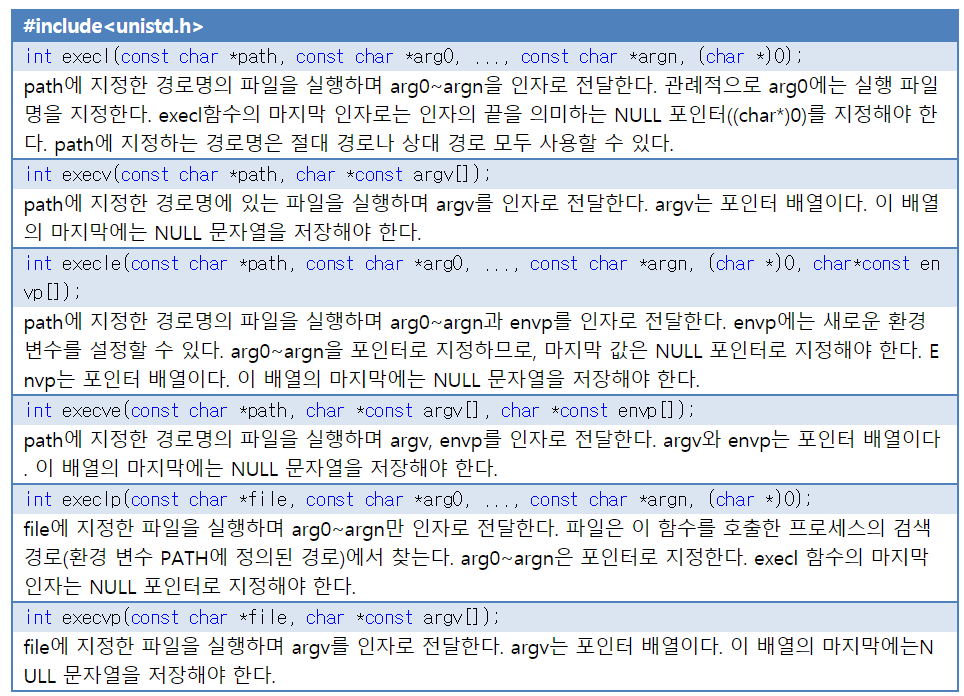 #include<unistd.h>
int execl(const char *path, const char *arg0, ..., const char *argn, (char *)0);
path에 지정한 경로명의 파일을 실행하며 arg0~argn을 인자로 전달한다. 관례적으로 arg0에는 실행 파일
명을 지정한다. execl함수의 마지막 인자로는 인자의 끝을 의미하는 NULL 포인터((char*)0)를 지정해야 한
다. path에 지정하는 경로명은 절대 경로나 상대 경로 모두 사용할 수 있다.
int execv(const char *path, char *const argv[]);
path에 지정한 경로명에 있는 파일을 실행하며 argv를 인자로 전달한다. argv는 포인터 배열이다. 이 배열
의 마지막에는 NULL 문자열을 저장해야 한다.
int execle(const char *path, const char *arg0, ..., const char *argn, (char *)0, char*const en
vp[]);
path에 지정한 경로명의 파일을 실행하며 arg0~argn과 envp를 인자로 전달한다. envp에는 새로운 환경
변수를 설정할 수 있다. arg0~argn을 포인터로 지정하므로, 마지막 값은 NULL 포인터로 지정해야 한다. E
nvp는 포인터 배열이다. 이 배열의 마지막에는 NULL 문자열을 저장해야 한다.
int execve(const char *path, char *const argv[], char *const envp[]);
path에 지정한 경로명의 파일을 실행하며 argv, envp를 인자로 전달한다. argv와 envp는 포인터 배열이다
. 이 배열의 마지막에는 NULL 문자열을 저장해야 한다.
int execlp(const char *file, const char *arg0, ..., const char *argn, (char *)0);
file에 지정한 파일을 실행하며 arg0~argn만 인자로 전달한다. 파일은 이 함수를 호출한 프로세스의 검색
경로(환경 변수 PATH에 정의된 경로)에서 찾는다. arg0~argn은 포인터로 지정한다. execl 함수의 마지막
인자는 NULL 포인터로 지정해야 한다.
int execvp(const char *file, char *const argv[]);
file에 지정한 파일을 실행하며 argv를 인자로 전달한다. argv는 포인터 배열이다. 이 배열의 마지막에는N
ULL 문자열을 저장해야 한다.